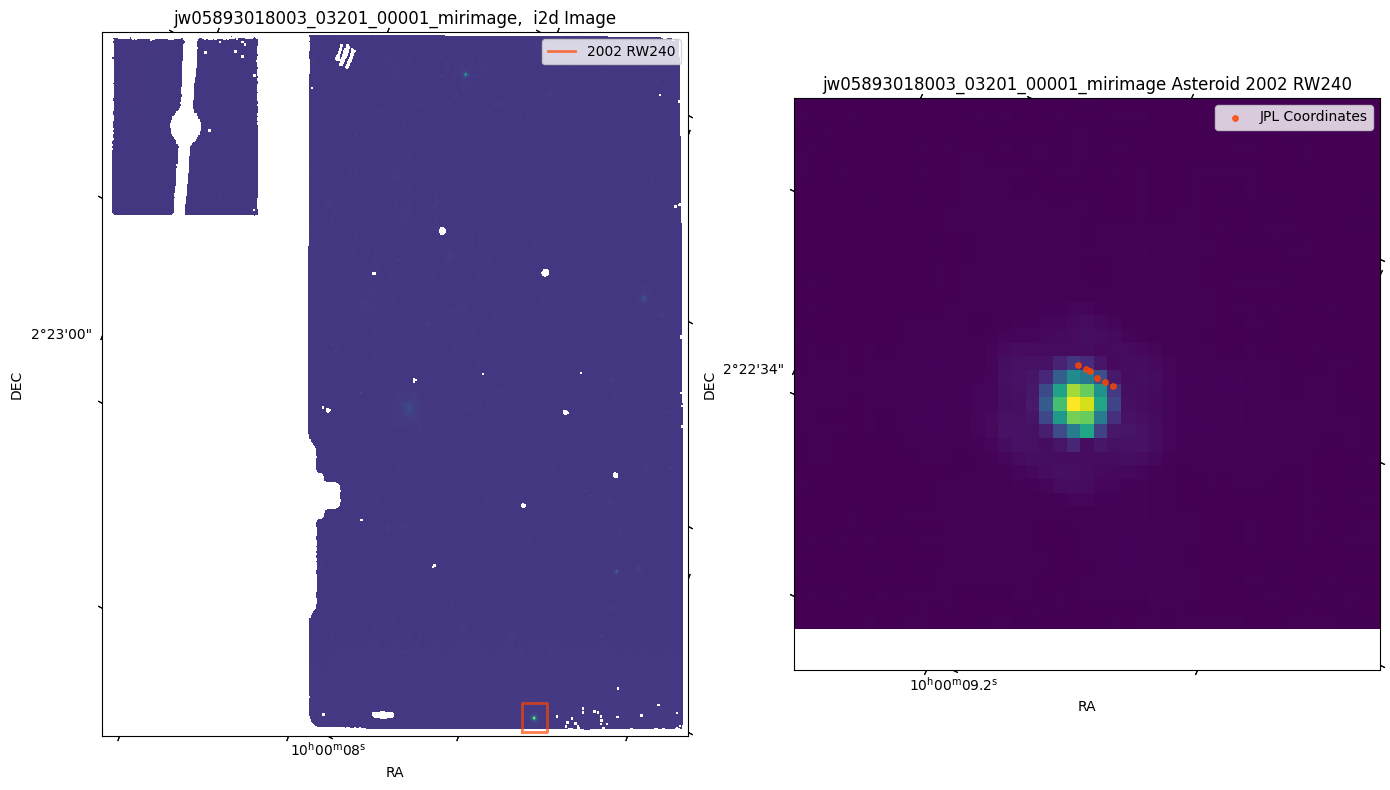 jw05893018003_03201_00001_mirimage,  i2d Image
2002 RW240
2°23'00"
DEC
10ʰ00ᵐ08ˢ
RA
jw05893018003_03201_00001_mirimage Asteroid 2002 RW240
JPL Coordinates
2°22'34"
DEC
10ʰ00ᵐ09.2ˢ
RA